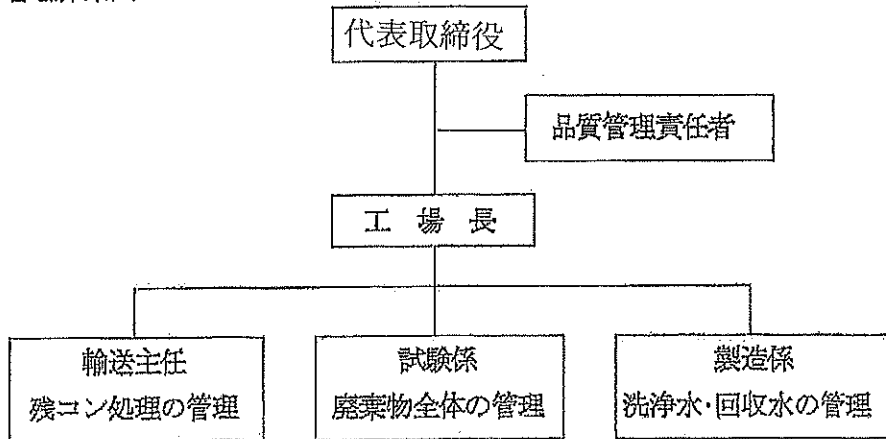 代表取締役
品質管理責任者
工場長
輸送主任
残コン処理の管理
試験係
廃棄物全体の管理
製造係
洗浄水・回収水の管理